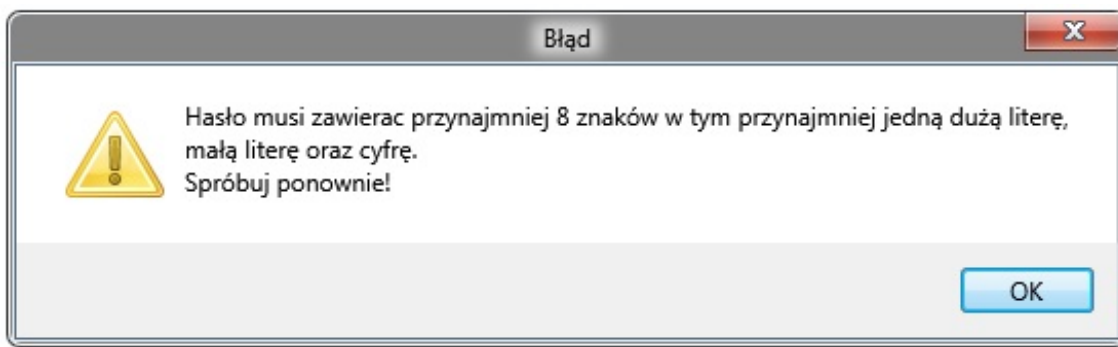 Błąd
Hasło musi zawierac przynajmniej 8 znaków w tym przynajmniej jedną dużą literę,
małą literę oraz cyfrę.
Spróbuj ponownie!
OK